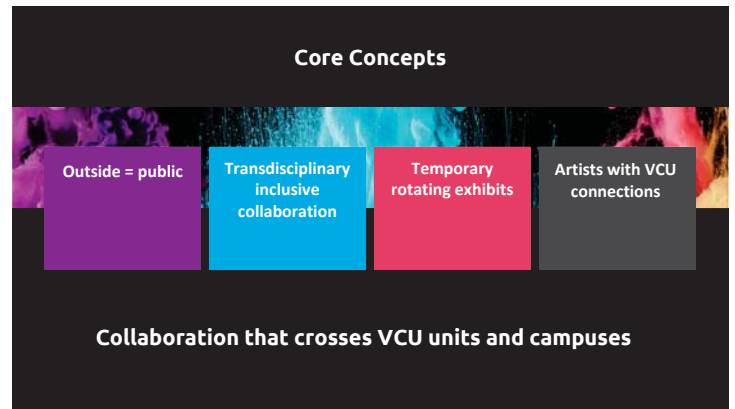 Core Concepts
Outside = public
Transdisciplinary
inclusive
collaboration
Temporary
rotating exhibits
Artists with VCU
connections
Collaboration that crosses VCU units and campuses